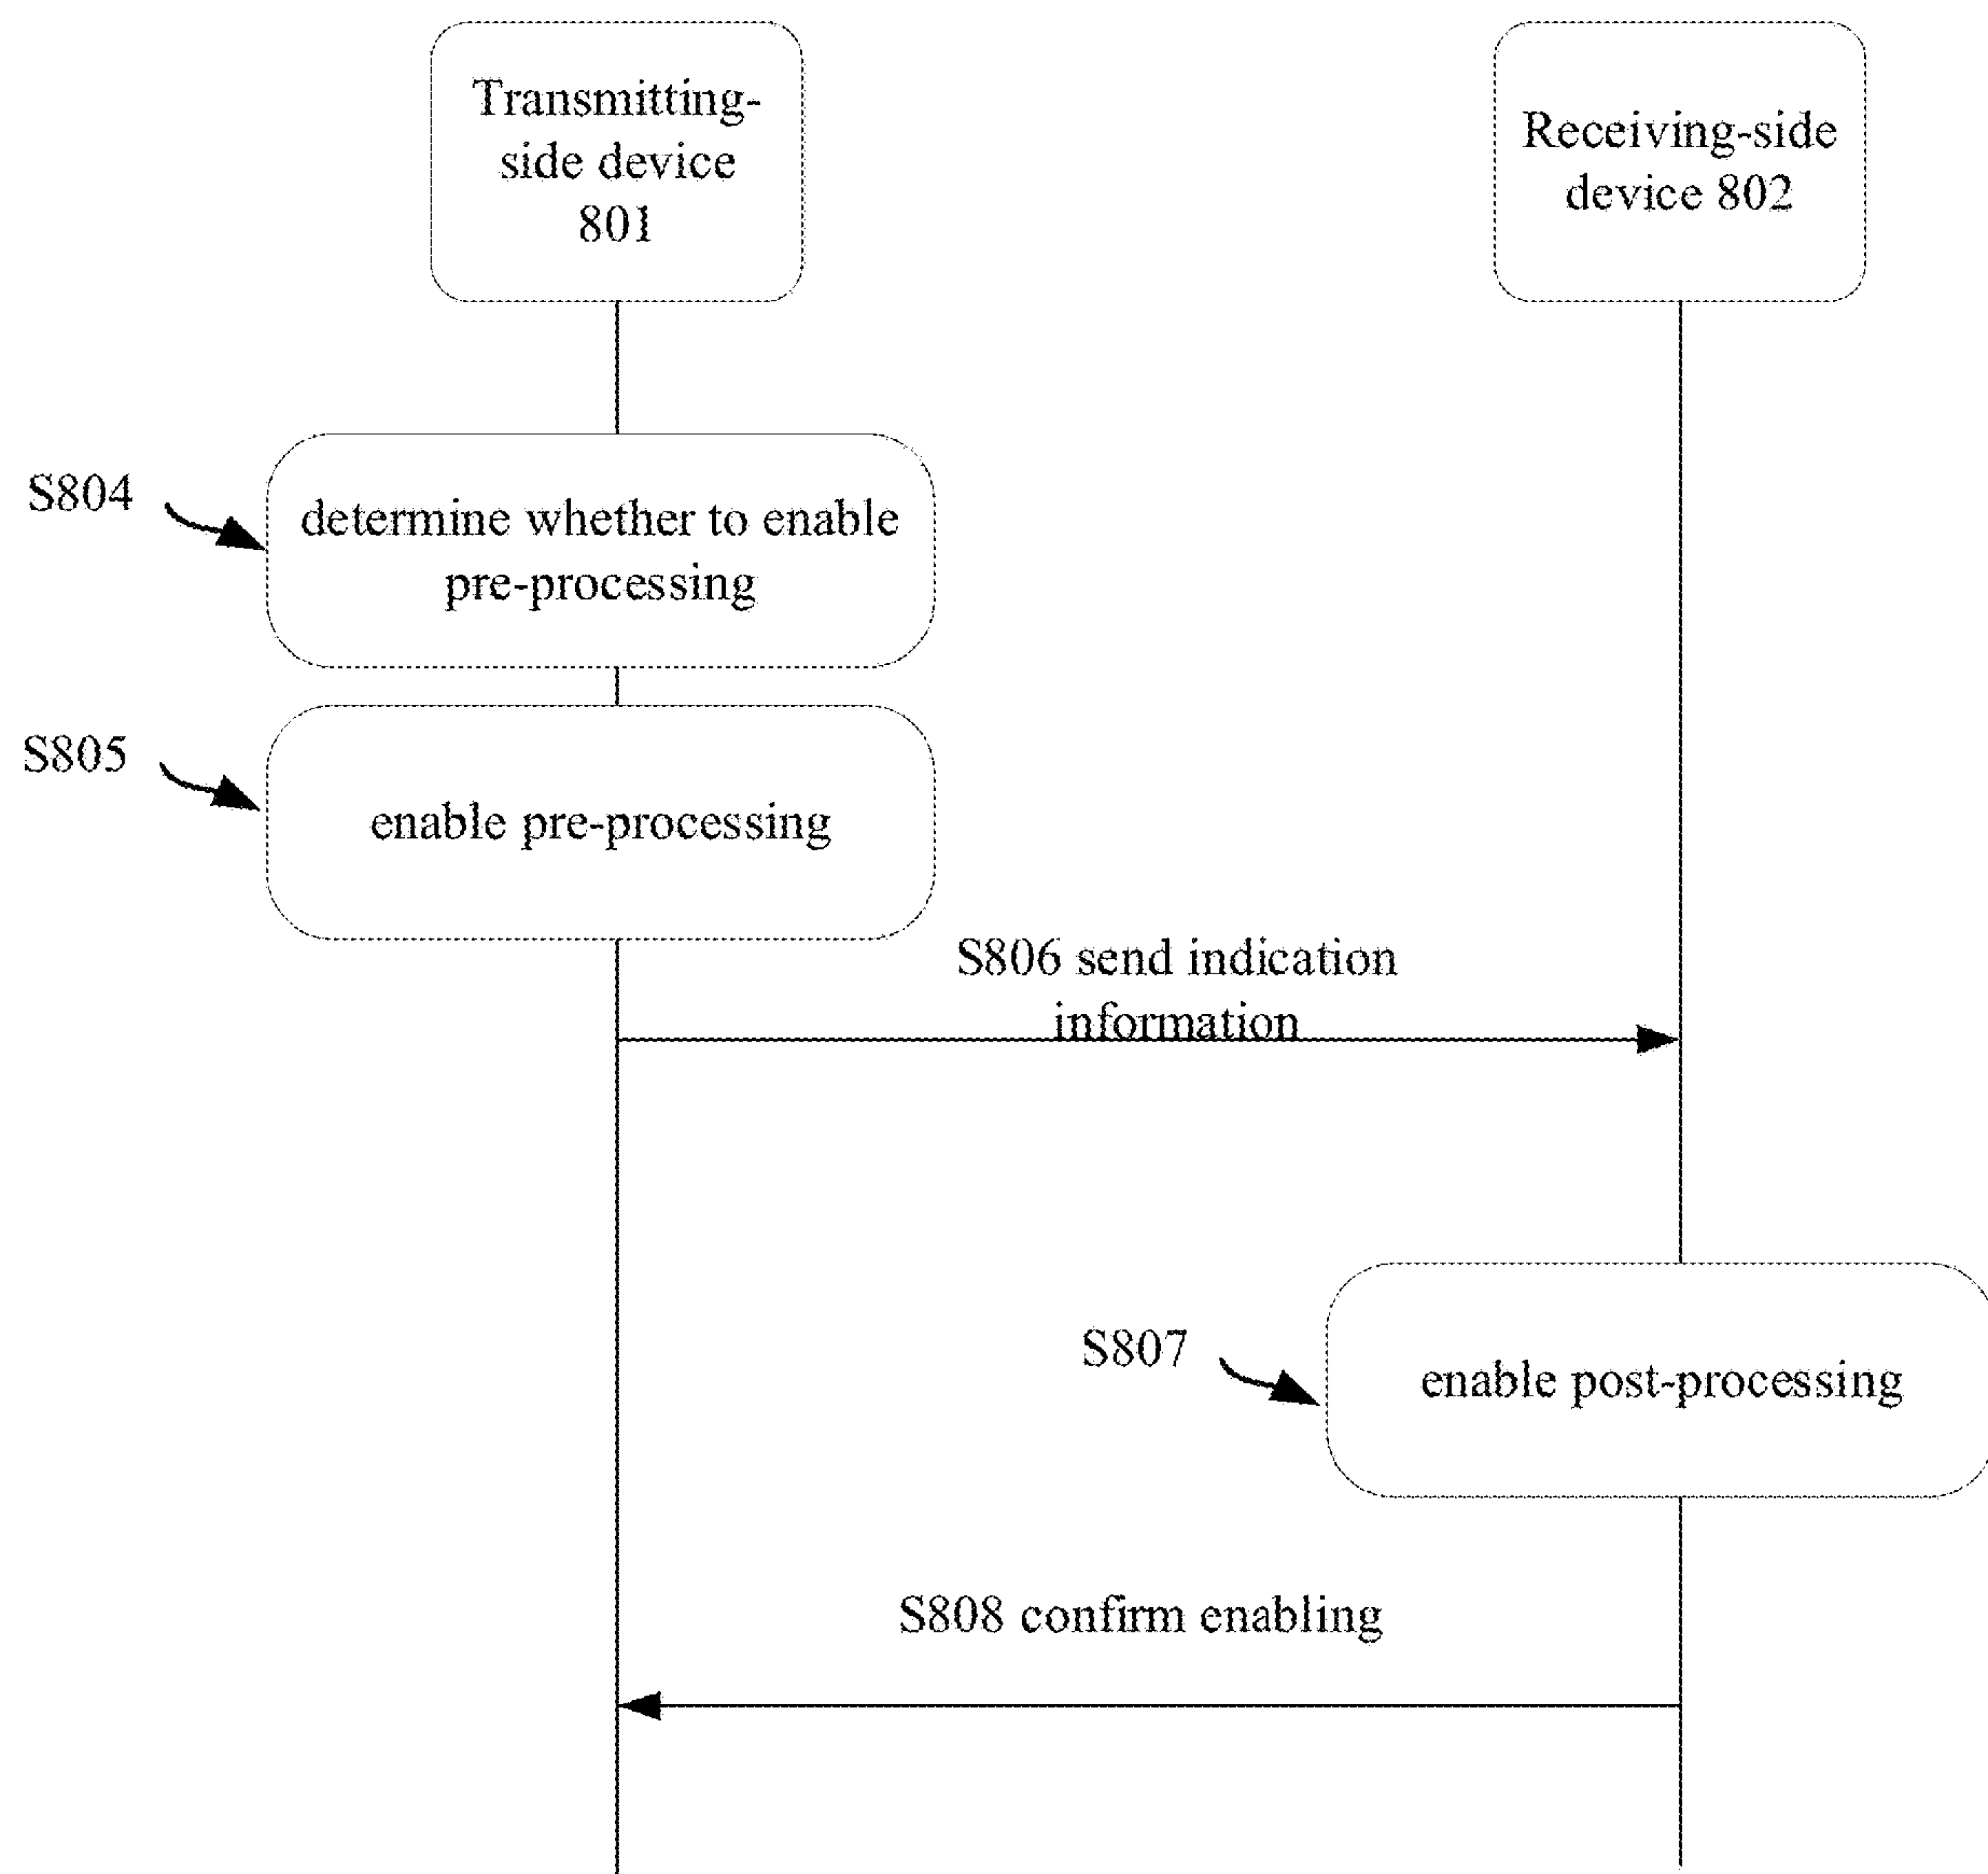 Transmitting-
side device
801
Receiving-side
device 802
S804
determine whether to enable
pre-processing
S805
enable pre-processing
S806 send indication
information
S807
enable post-processing
S808 confirm enabling